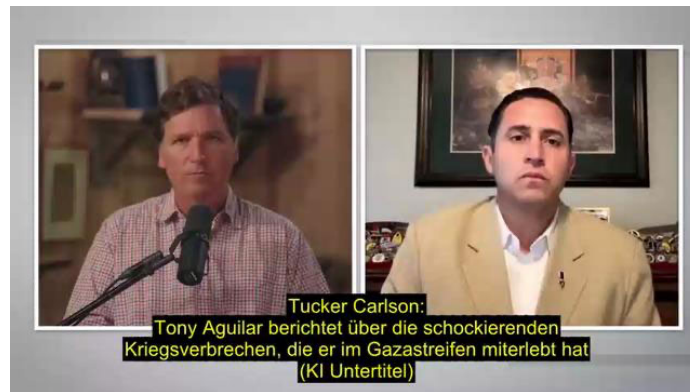 Tucker Carlson:
Tony Aguilar berichtet über die schockierenden
Kriegsverbrechen, die er im Gazastreifen miterlebt hat
(KI Untertitel)